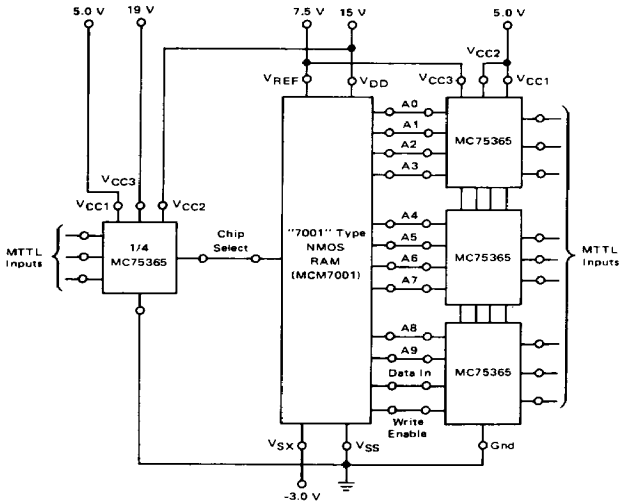 5.0 V
19 V
7.5 V
15 V
5.0 V
VREF
VDD
VCC3
VCC2
VCC1
VCC1
VCC3
VCC2
MTTL
Inputs
1/4
MC75365
Chip
Select
"7001" Type
NMOS
RAM
(MCM7001)
A0
A1
A2
A3
MC75365
A4
A5
A6
A7
MC75365
A8
A9
Data In
Write
Enable
MC75365
MTTL
Inputs
VSX
VSS
Gnd
-3.0 V